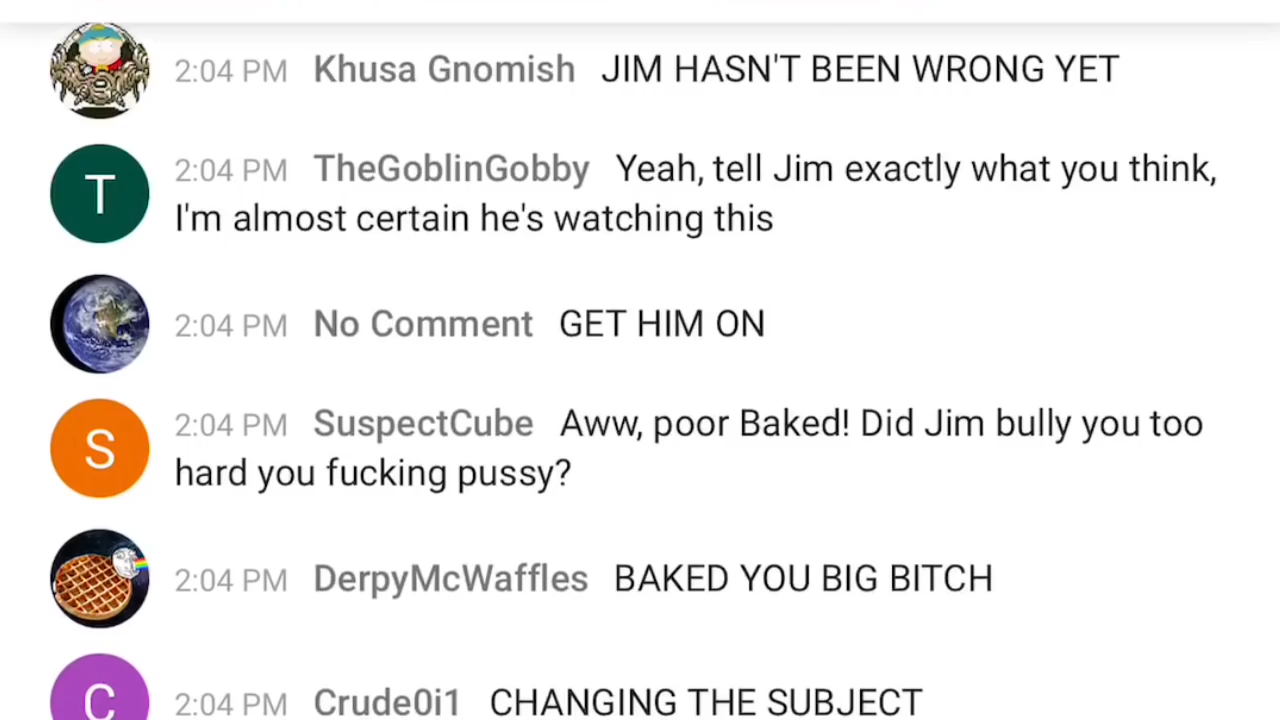 2:04 PM Khusa Gnomish JIM HASN'T BEEN WRONG YET
T
2:04 PM TheGoblinGobby Yeah, tell Jim exactly what you think,
I'm almost certain he's watching this
2:04 PM No Comment GET HIM ON
S
2:04 PM SuspectCube Aww, poor Baked! Did Jim bully you too
hard you fucking pussy?
2:04 PM DerpyMcWaffles BAKED YOU BIG BITCH
C
2:04 PM Crude0i1 CHANGING THE SUBJECT